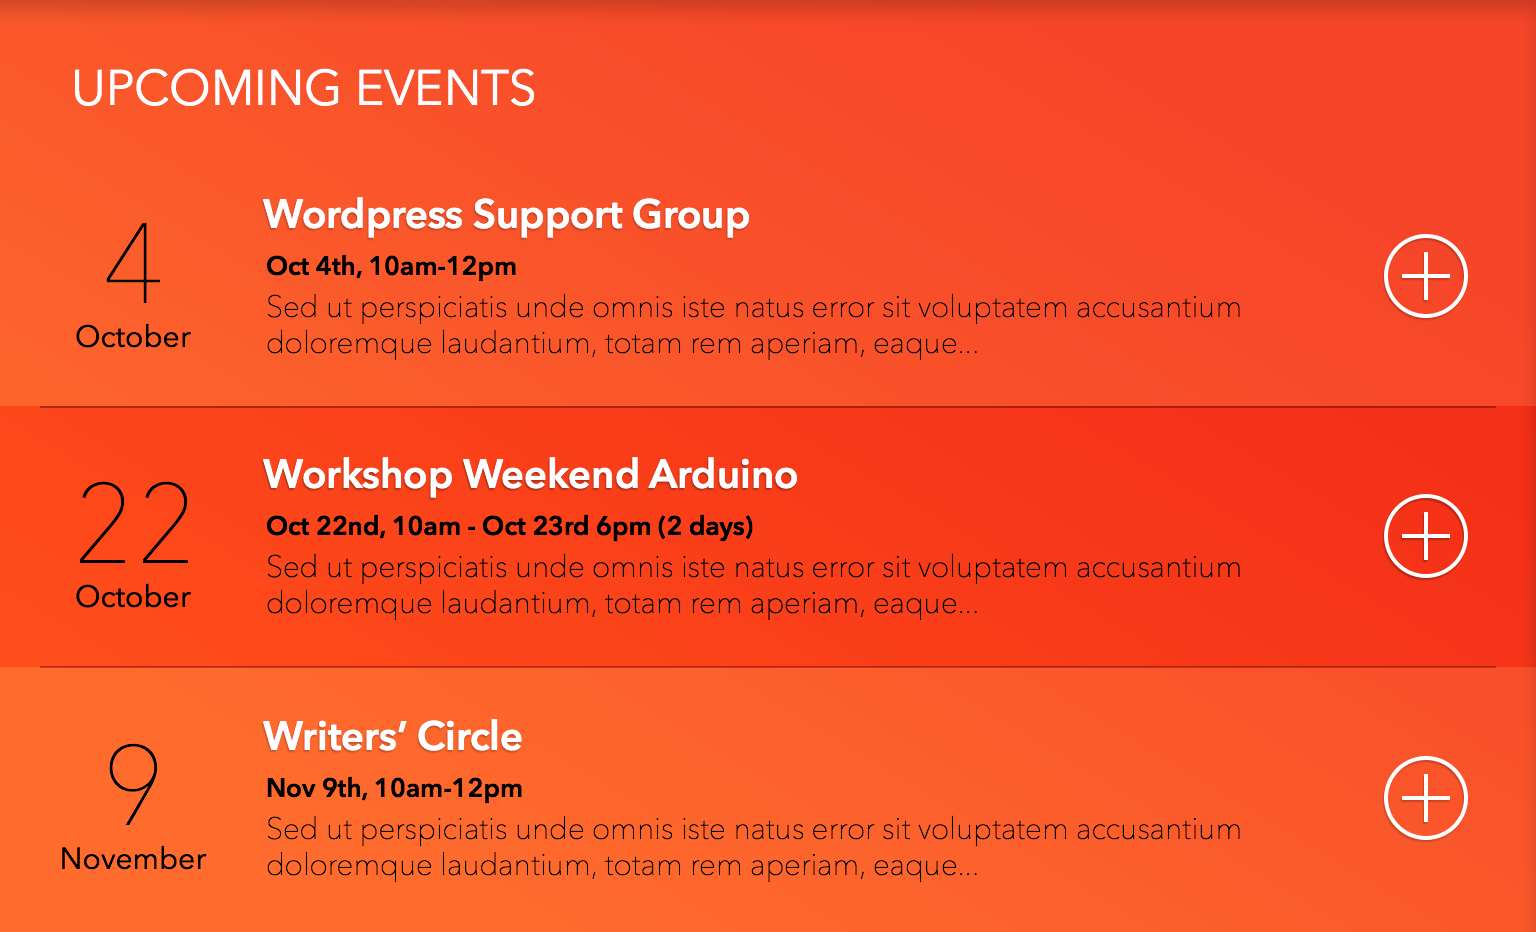 UPCOMING EVENTS
4
October
Wordpress Support Group
Oct 4th, 10am-12pm
Sed ut perspiciatis unde omnis iste natus error sit voluptatem accusantium
doloremque laudantium, totam rem aperiam, eaque...
22
October
Workshop Weekend Arduino
Oct 22nd, 10am - Oct 23rd 6pm (2 days)
Sed ut perspiciatis unde omnis iste natus error sit voluptatem accusantium
doloremque laudantium, totam rem aperiam, eaque...
9
November
Writers’ Circle
Nov 9th, 10am-12pm
Sed ut perspiciatis unde omnis iste natus error sit voluptatem accusantium
doloremque laudantium, totam rem aperiam, eaque...